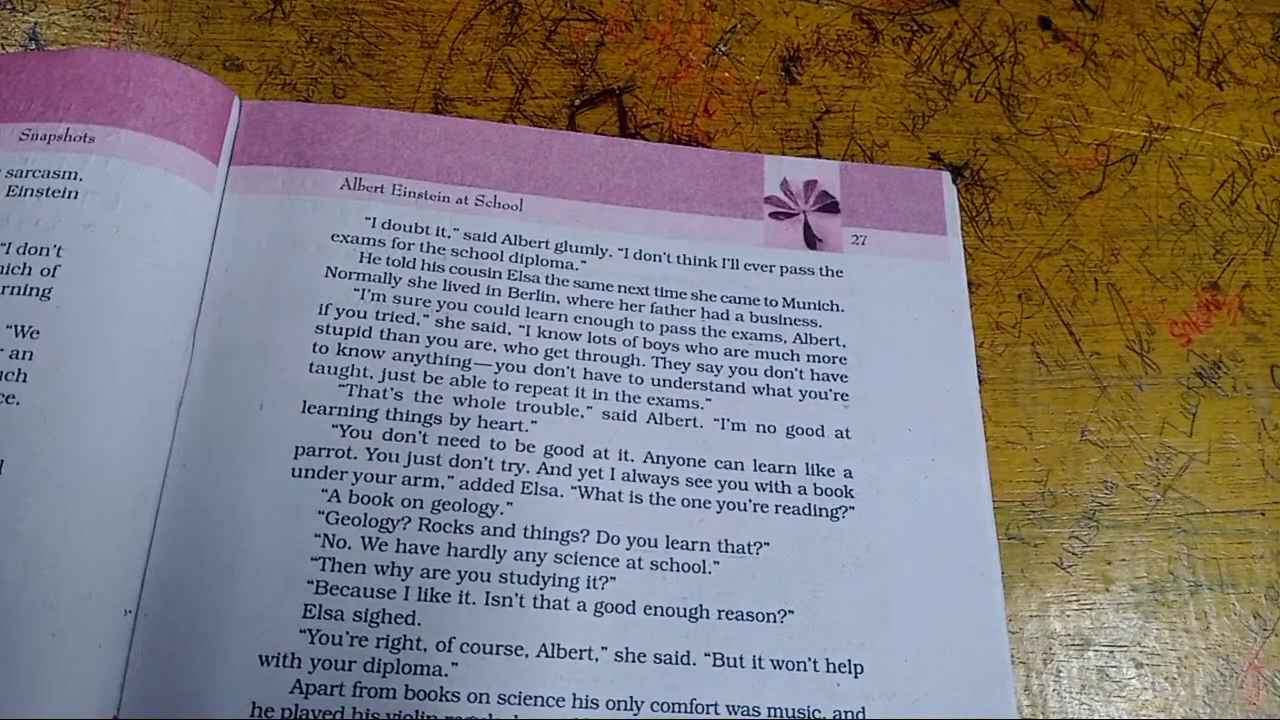 Snapshots
sarcasm,
Einstein
"I don't
of
"We
an
Albert Einstein at School
27
"I doubt it," said Albert glumly. "I don't think I'll ever pass the
exams for the school diploma."
He told his cousin Elsa the same next time she came to Munich.
Normally she lived in Berlin, where her father had a business.
"I'm sure you could learn enough to pass the exams, Albert,
if you tried," she said, "I know lots of boys who are much more
stupid than you are, who get through. They say you don't have
to know anything—you don't have to understand what you're
taught, just be able to repeat it in the exams."
"That's the whole trouble," said Albert. "I'm no good at
learning things by heart."
"You don't need to be good at it. Anyone can learn like a
parrot. You just don't try. And yet I always see you with a book
under your arm," added Elsa. "What is the one you're reading?"
"A book on geology."
"Geology? Rocks and things? Do you learn that?"
"No. We have hardly any science at school."
"Then why are you studying it?"
"Because I like it. Isn't that a good enough reason?"
Elsa sighed.
"You're right, of course, Albert," she said. "But it won't help
with your diploma."
Apart from books on science his only comfort was music, and
he played his violin